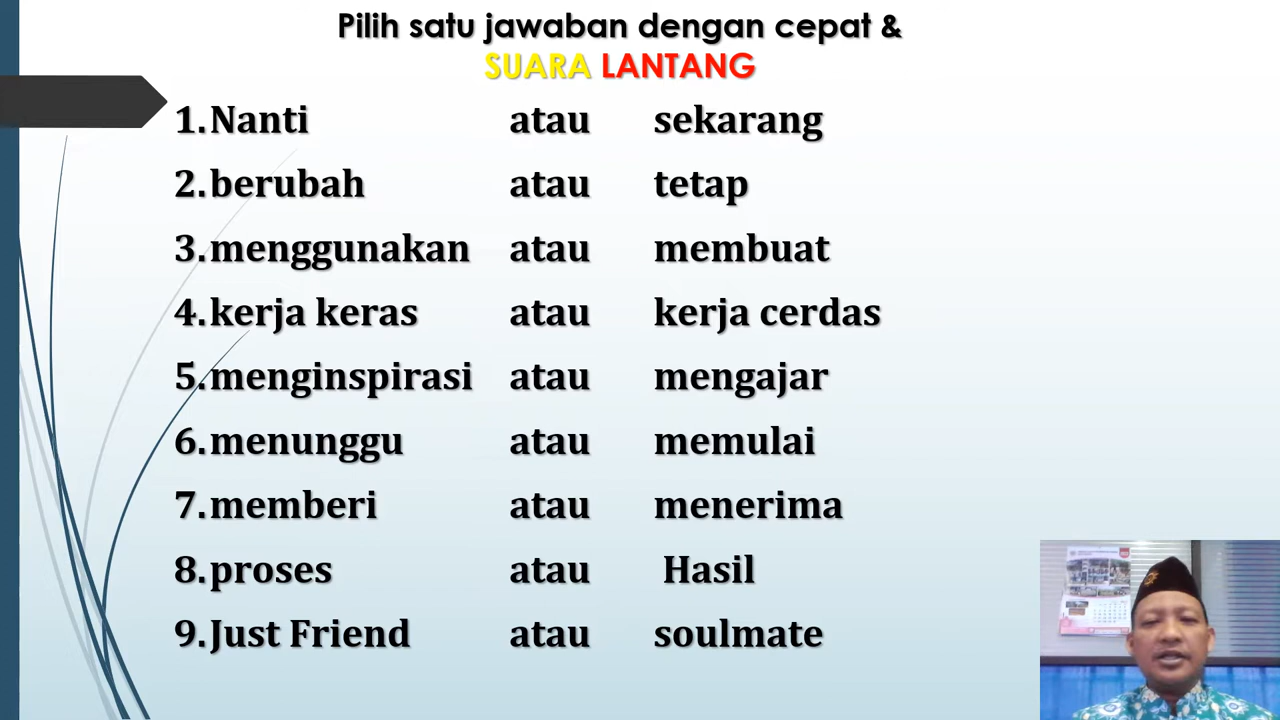 Pilih satu jawaban dengan cepat &
SUARA LANTANG
1. Nanti atau sekarang
2. berubah atau tetap
3. menggunakan atau membuat
4. kerja keras atau kerja cerdas
5. menginspirasi atau mengajar
6. menunggu atau memulai
7. memberi atau menerima
8. proses atau Hasil
9. Just Friend atau soulmate